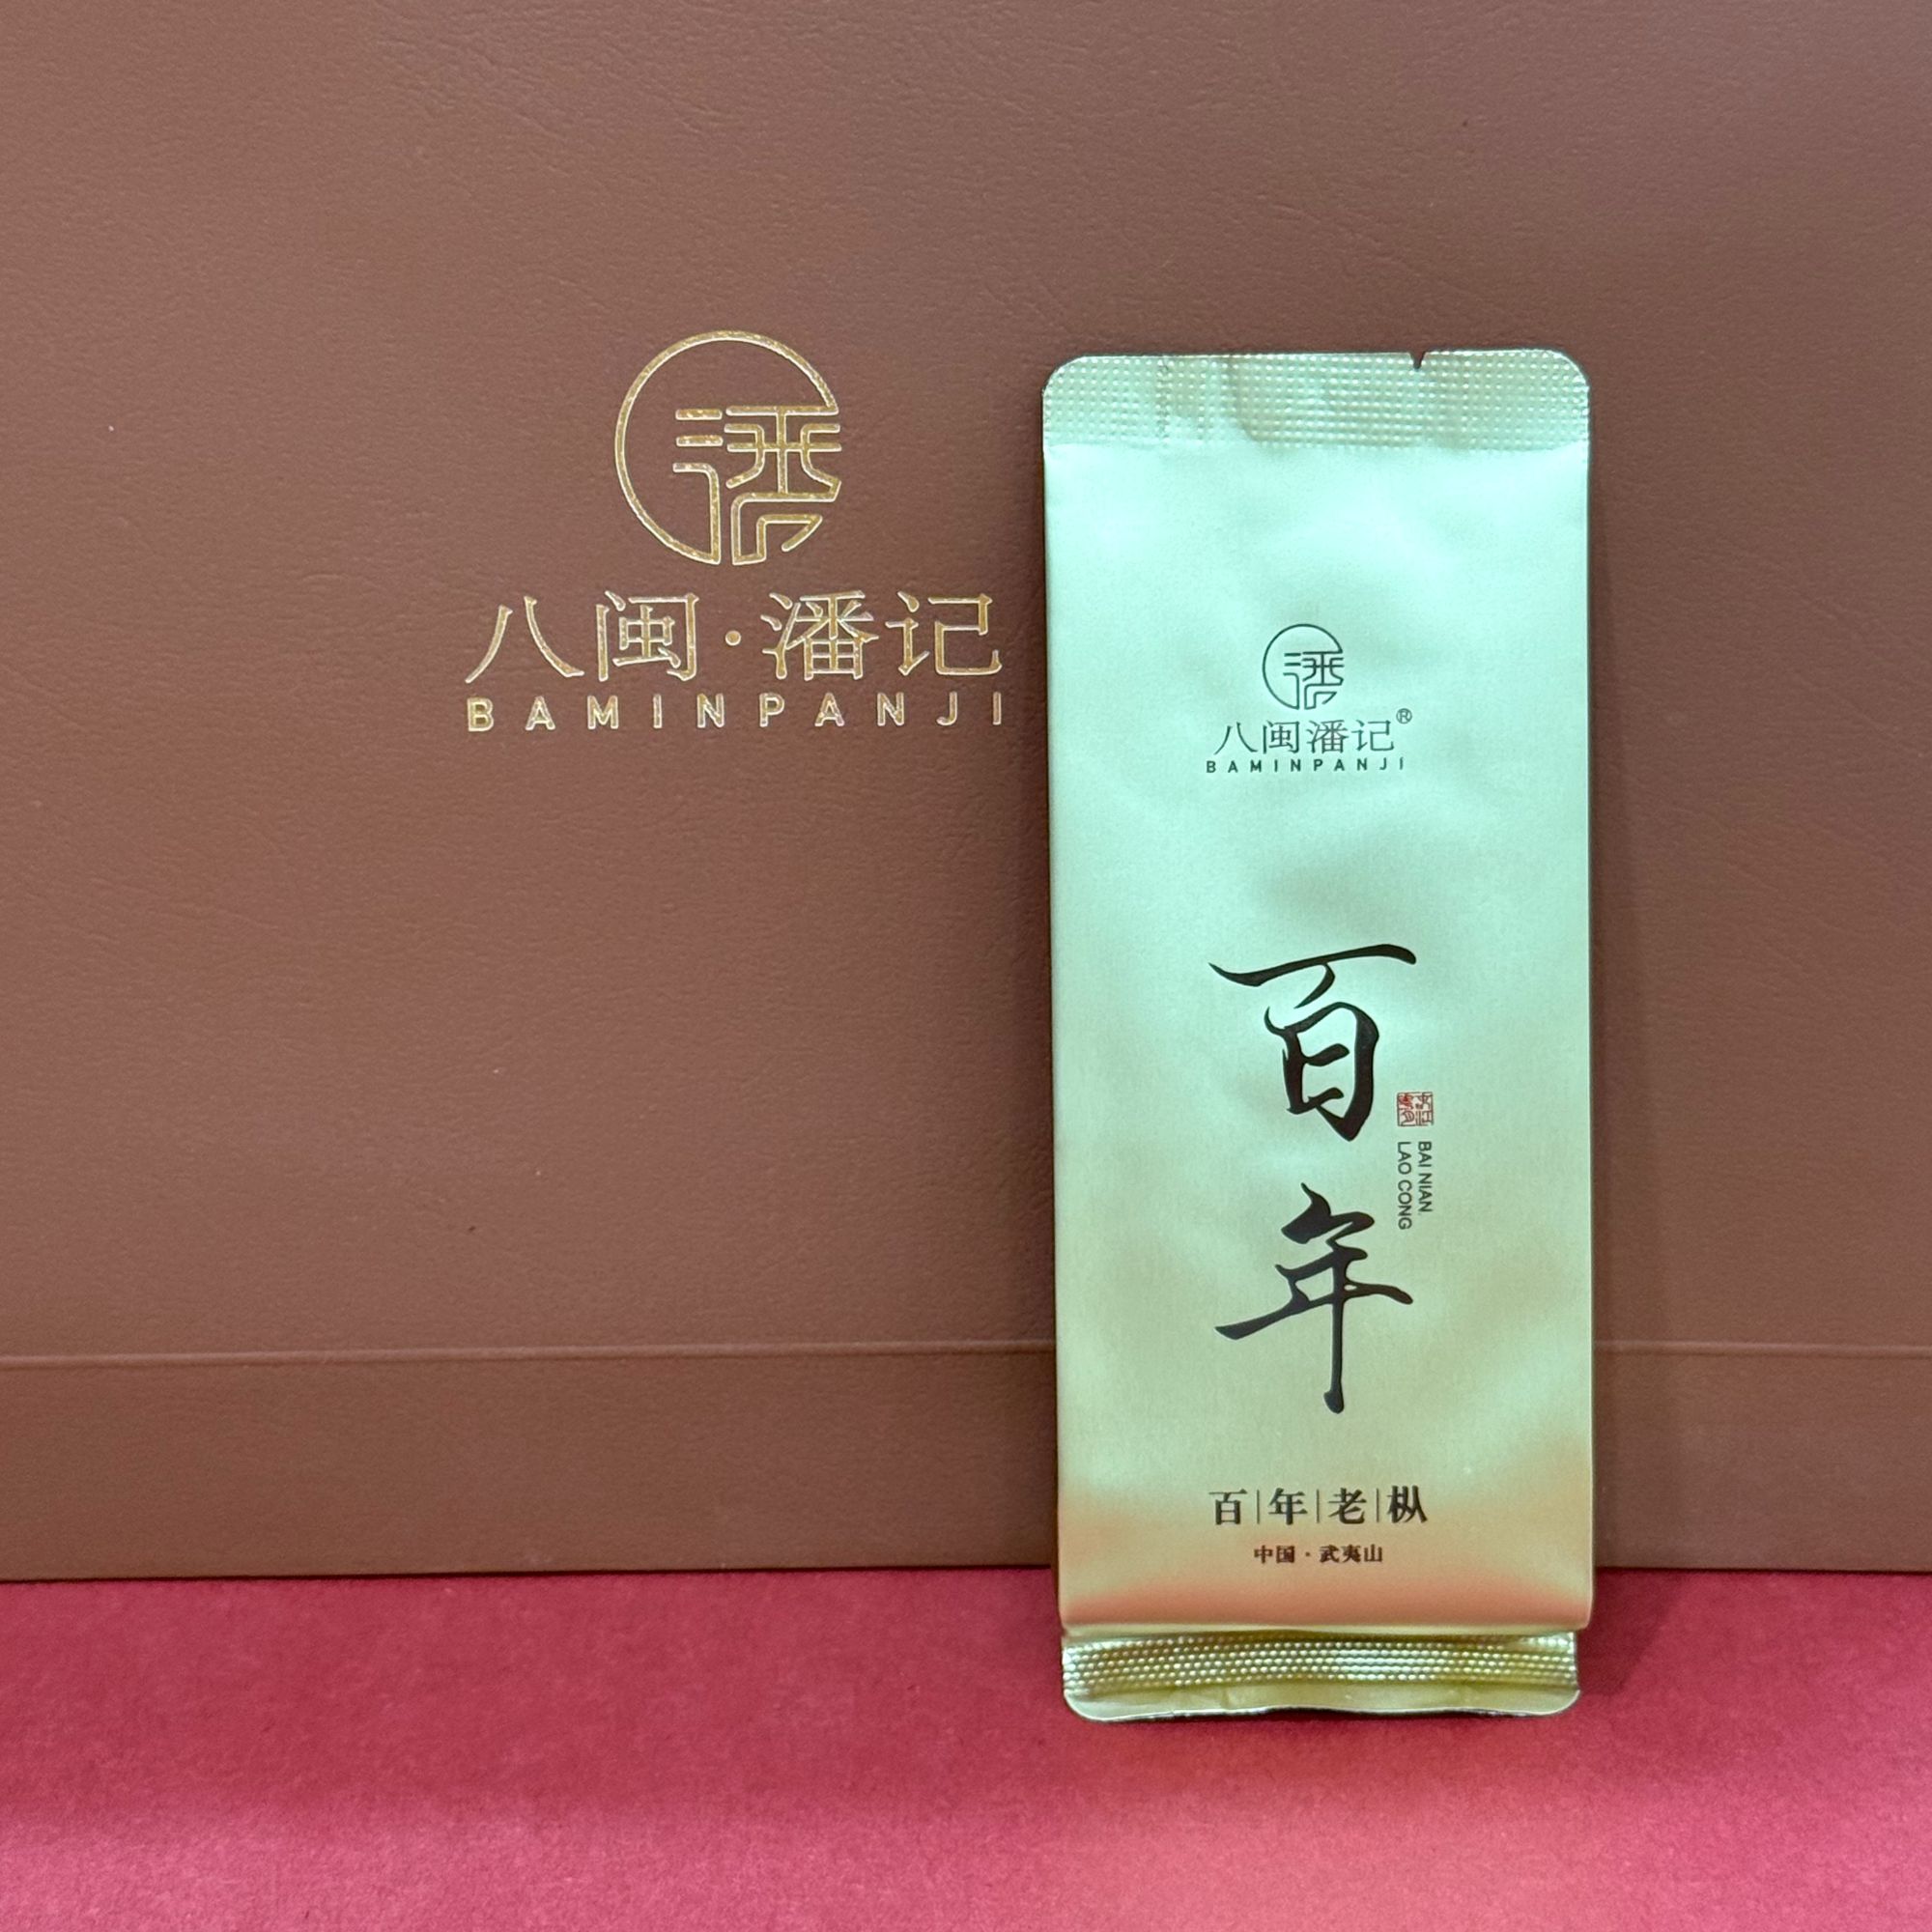 八闽·潘记
BAMINPANJI
八闽潘记®
BAMINPANJI
百年
BAI NIAN
LAO CONG
百|年|老|枞
中国·武夷山